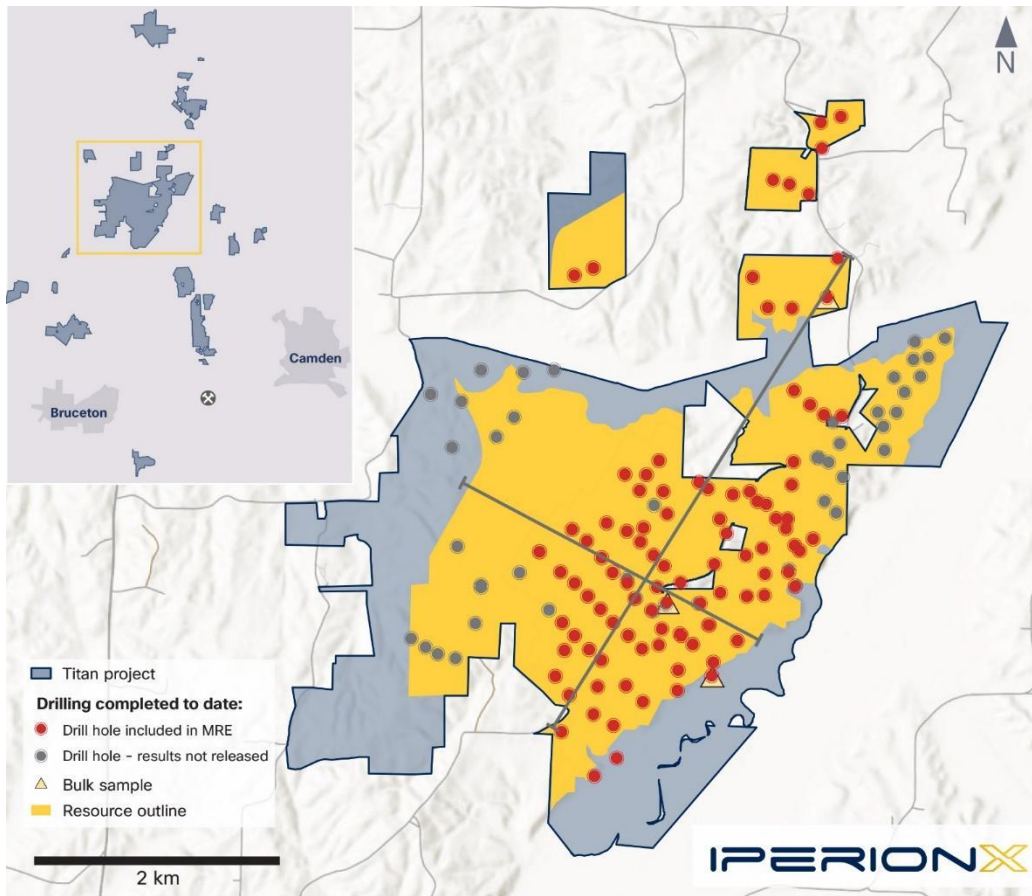 N
Camden
Bruceton
Titan project
Drilling completed to date:
Drill hole included in MRE
Drill hole – results not released
Bulk sample
Resource outline
2 km
IPERIONX